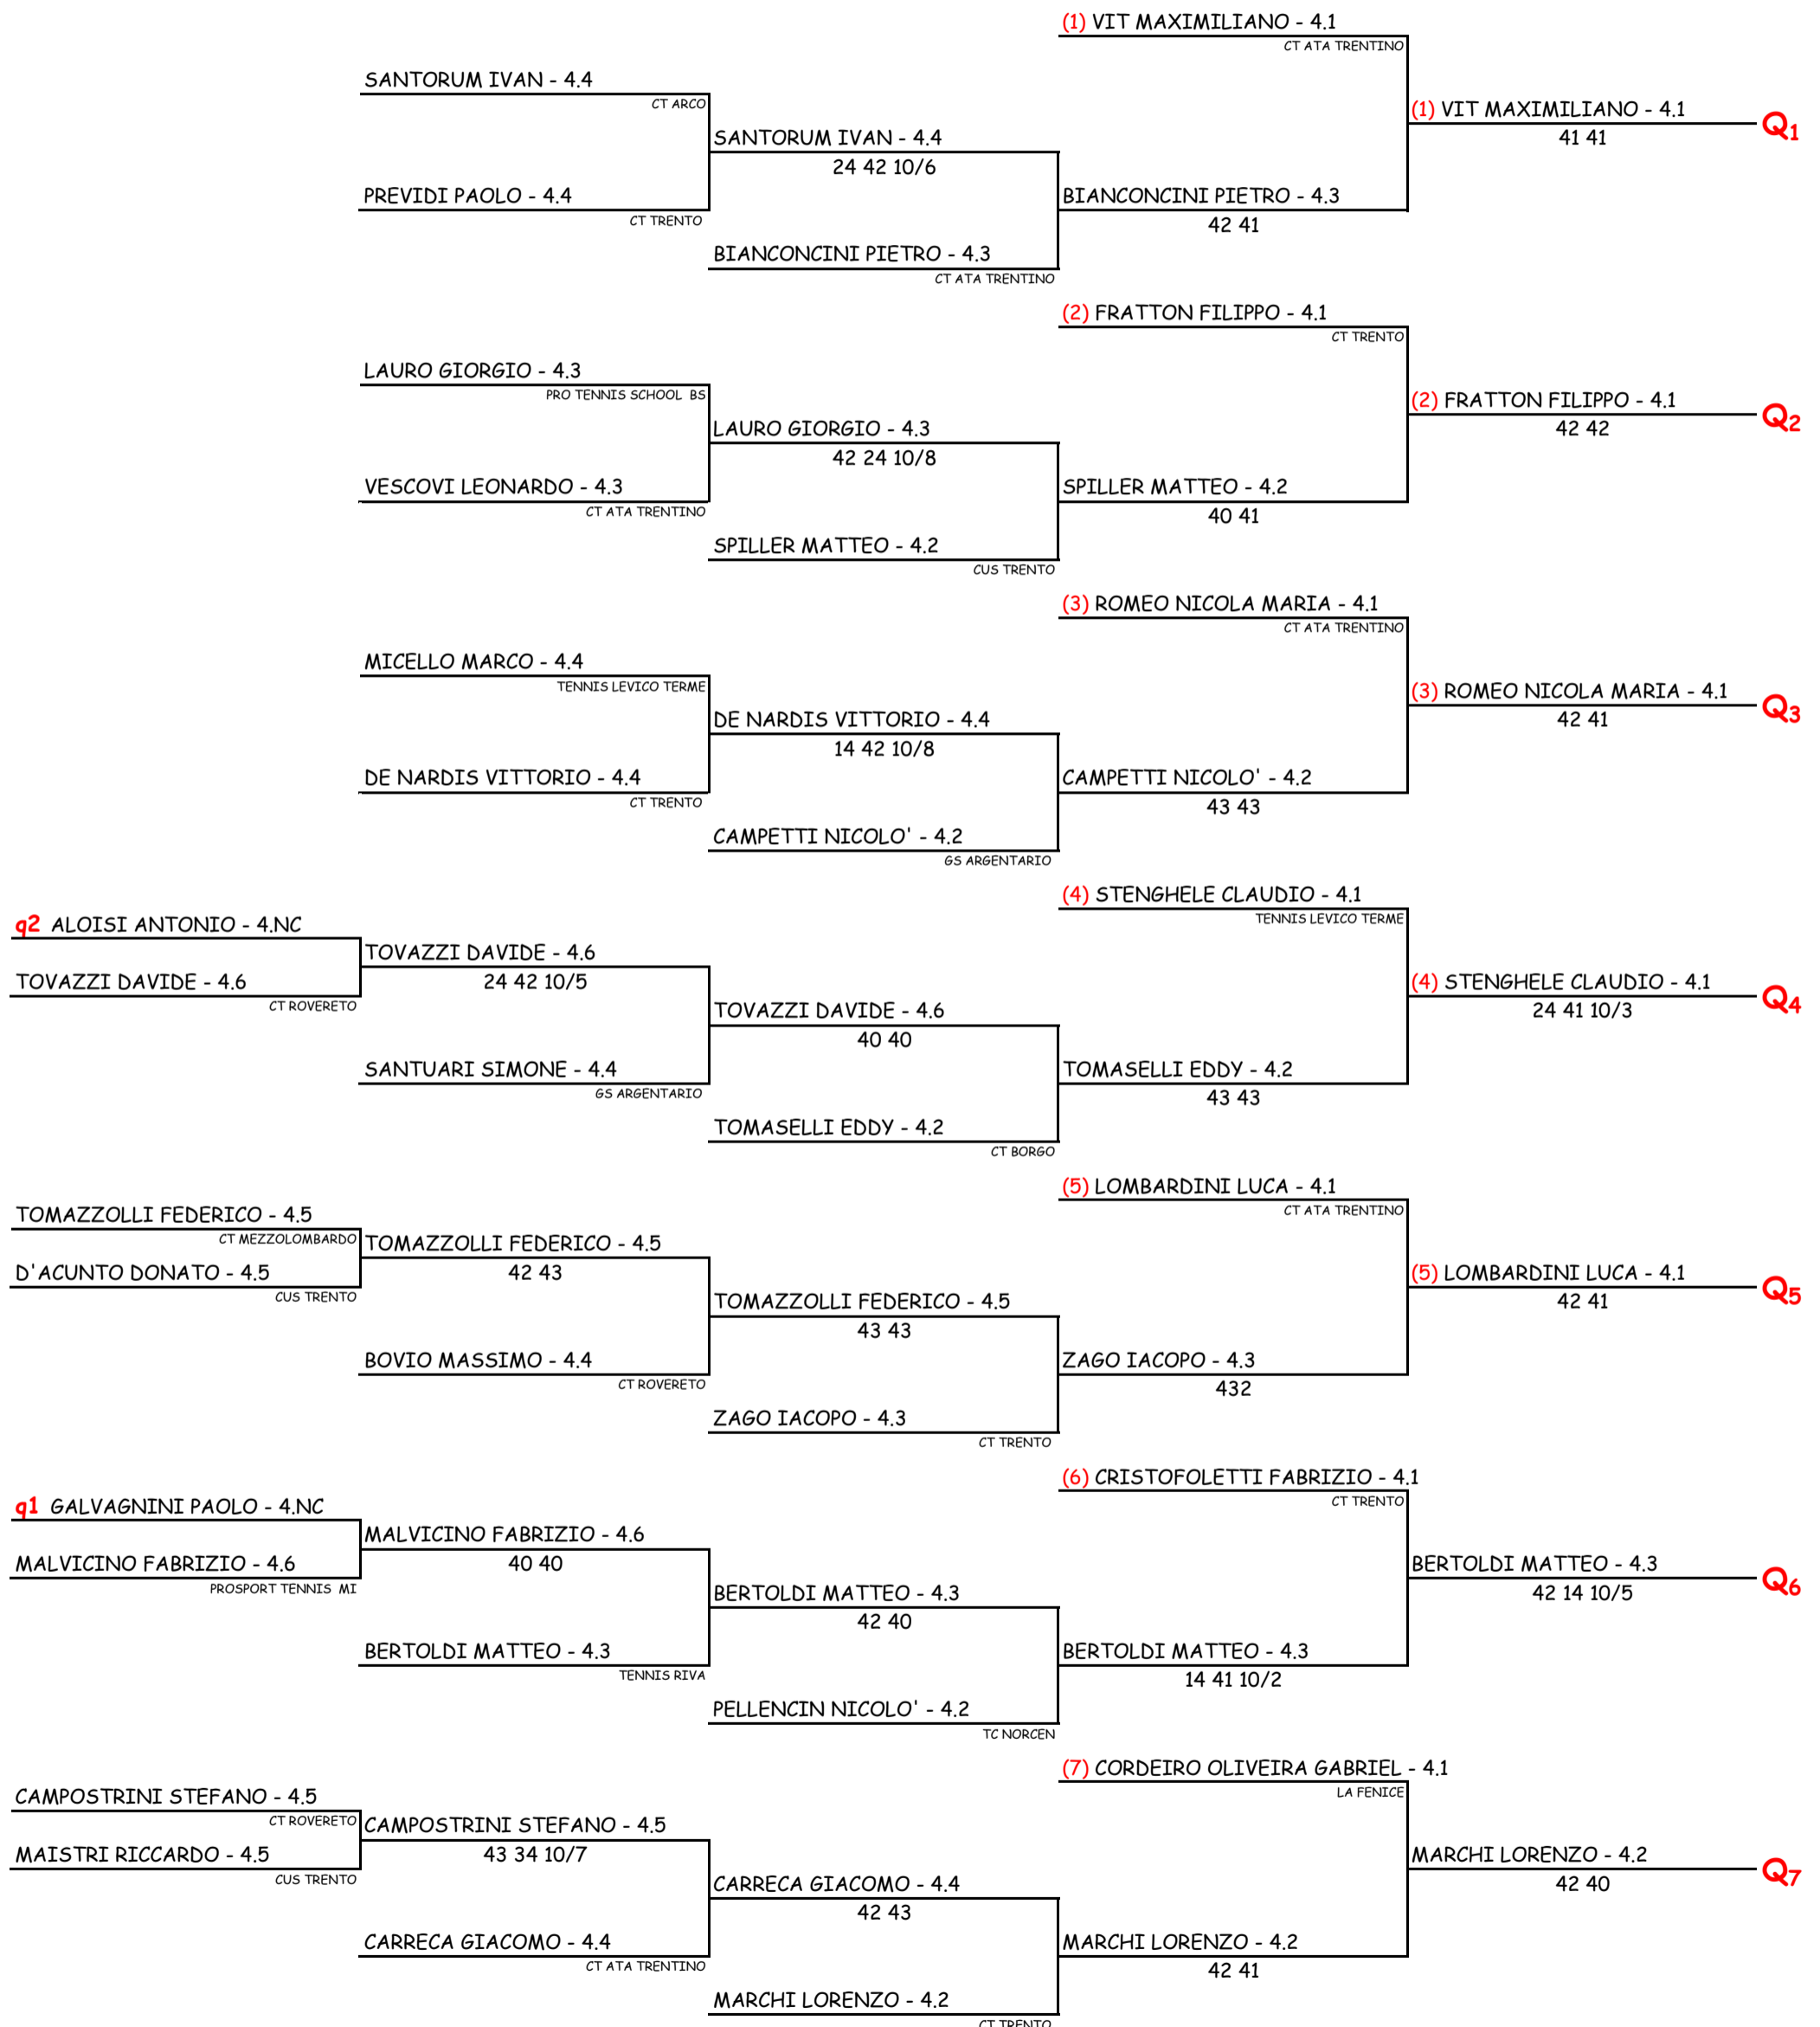 (1) VIT MAXIMILIANO - 4.1
CT ATA TRENTINO
SANTORUM IVAN - 4.4
CT ARCO
(1) VIT MAXIMILIANO - 4.1
Q1
41 41
SANTORUM IVAN - 4.4
24 42 10/6
PREVIDI PAOLO - 4.4
CT TRENTO
BIANCONCINI PIETRO - 4.3
42 41
BIANCONCINI PIETRO - 4.3
CT ATA TRENTINO
(2) FRATTON FILIPPO - 4.1
CT TRENTO
LAURO GIORGIO - 4.3
PRO TENNIS SCHOOL BS
(2) FRATTON FILIPPO - 4.1
Q2
42 42
LAURO GIORGIO - 4.3
42 24 10/8
VESCOVI LEONARDO - 4.3
CT ATA TRENTINO
SPILLER MATTEO - 4.2
40 41
SPILLER MATTEO - 4.2
CUS TRENTO
(3) ROMEO NICOLA MARIA - 4.1
CT ATA TRENTINO
MICELLO MARCO - 4.4
TENNIS LEVICO TERME
(3) ROMEO NICOLA MARIA - 4.1
Q3
42 41
DE NARDIS VITTORIO - 4.4
14 42 10/8
DE NARDIS VITTORIO - 4.4
CT TRENTO
CAMPETTI NICOLO' - 4.2
43 43
CAMPETTI NICOLO' - 4.2
GS ARGENTARIO
(4) STENGHELE CLAUDIO - 4.1
TENNIS LEVICO TERME
q2 ALOISI ANTONIO - 4.NC
TOVAZZI DAVIDE - 4.6
24 42 10/5
TOVAZZI DAVIDE - 4.6
CT ROVERETO
(4) STENGHELE CLAUDIO - 4.1
Q4
24 41 10/3
TOVAZZI DAVIDE - 4.6
40 40
SANTUARI SIMONE - 4.4
GS ARGENTARIO
TOMASELLI EDDY - 4.2
43 43
TOMASELLI EDDY - 4.2
CT BORGO
(5) LOMBARDINI LUCA - 4.1
CT ATA TRENTINO
TOMAZZOLLI FEDERICO - 4.5
CT MEZZOLOMBARDO
TOMAZZOLLI FEDERICO - 4.5
42 43
D'ACUNTO DONATO - 4.5
CUS TRENTO
(5) LOMBARDINI LUCA - 4.1
Q5
42 41
TOMAZZOLLI FEDERICO - 4.5
43 43
BOVIO MASSIMO - 4.4
CT ROVERETO
ZAGO IACOPO - 4.3
432
ZAGO IACOPO - 4.3
CT TRENTO
(6) CRISTOFOLETTI FABRIZIO - 4.1
CT TRENTO
q1 GALVAGNINI PAOLO - 4.NC
MALVICINO FABRIZIO - 4.6
40 40
MALVICINO FABRIZIO - 4.6
PROSPORT TENNIS MI
BERTOLDI MATTEO - 4.3
Q6
42 14 10/5
BERTOLDI MATTEO - 4.3
42 40
BERTOLDI MATTEO - 4.3
TENNIS RIVA
BERTOLDI MATTEO - 4.3
14 41 10/2
PELLENCIN NICOLO' - 4.2
TC NORCEN
(7) CORDEIRO OLIVEIRA GABRIEL - 4.1
LA FENICE
CAMPOSTRINI STEFANO - 4.5
CT ROVERETO
CAMPOSTRINI STEFANO - 4.5
43 34 10/7
MAISTRI RICCARDO - 4.5
CUS TRENTO
MARCHI LORENZO - 4.2
Q7
42 40
CARRECA GIACOMO - 4.4
42 43
CARRECA GIACOMO - 4.4
CT ATA TRENTINO
MARCHI LORENZO - 4.2
42 41
MARCHI LORENZO - 4.2
CT TRENTO